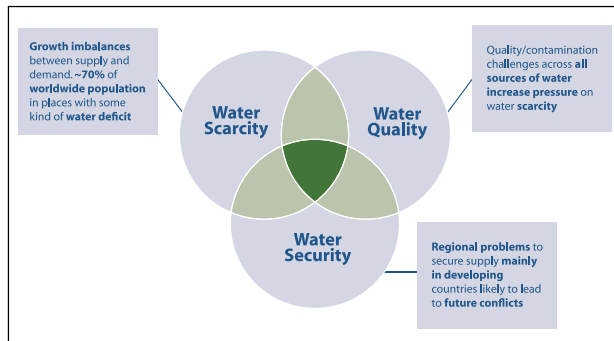 Growth imbalances
between supply and
demand. ~70% of
worldwide population
in places with some
kind of water deficit
Water
Scarcity
Water
Quality
Quality/contamination
challenges across all
sources of water
increase pressure on
water scarcity
Water
Security
Regional problems to
secure supply mainly
in developing
countries likely to lead
to future conflicts